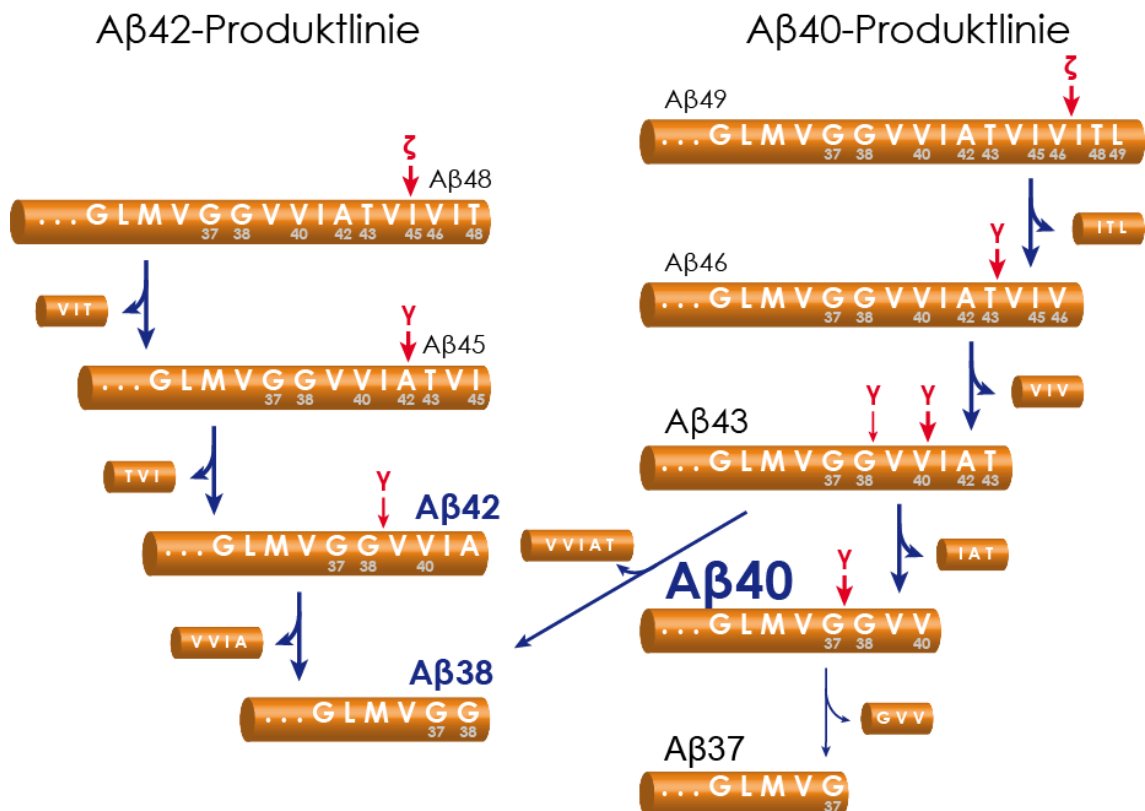 Aβ42-Produktlinie
ζ
Aβ48
...GLMVGGVVIATVIVIT
37 38 40 42 43 45 46 48
VIT
γ
Aβ45
...GLMVGGVVIATVI
37 38 40 42 43 45
TVI
γ
Aβ42
...GLMVGGVVIA
37 38 40
VVIA
Aβ38
...GLMVGG
37 38
Aβ40-Produktlinie
ζ
Aβ49
...GLMVGGVVIATVIVITL
37 38 40 42 43 45 46 48 49
ITL
γ
Aβ46
...GLMVGGVVIATVIV
37 38 40 42 43 45 46
VIV
γ γ
Aβ43
...GLMVGGVVIAT
37 38 40 42 43
VVIAT
IAT
γ
Aβ40
...GLMVGGVV
37 38 40
GVV
Aβ37
...GLMVG
37